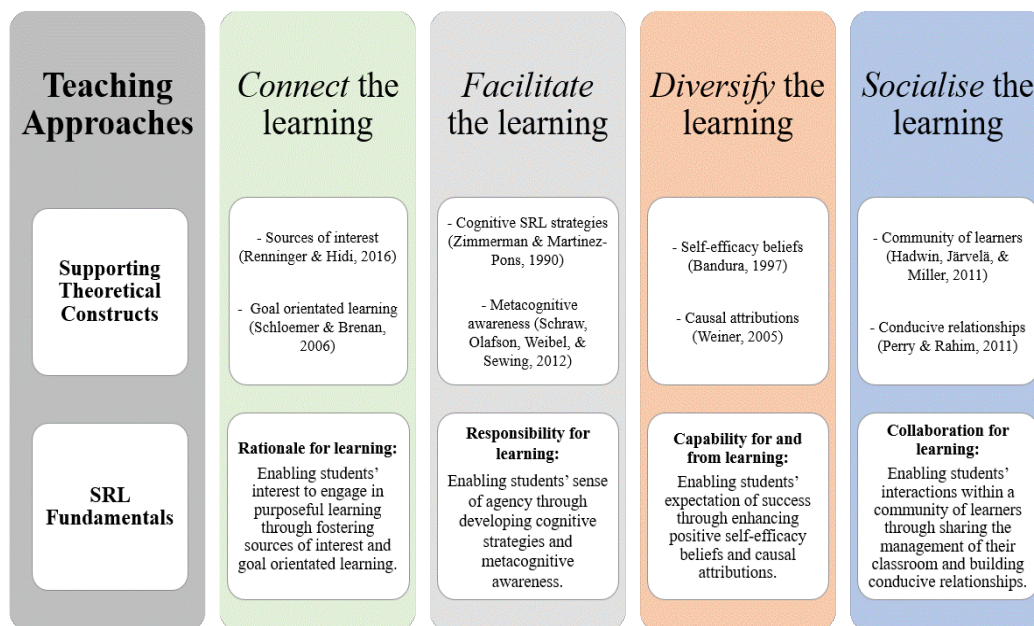 Teaching
Approaches
Connect the
learning
Facilitate
the learning
Diversify the
learning
Socialise the
learning
Supporting
Theoretical
Constructs
- Sources of interest
(Renninger & Hidi, 2016)
- Goal orientated learning
(Schloemer & Brenan,
2006)
- Cognitive SRL strategies
(Zimmerman & Martinez-
Pons, 1990)
- Metacognitive
awareness (Schraw,
Olafson, Weibel, &
Sewing, 2012)
- Self-efficacy beliefs
(Bandura, 1997)
- Causal attributions
(Weiner, 2005)
- Community of learners
(Hadwin, Järvelä, &
Miller, 2011)
- Conducive relationships
(Perry & Rahim, 2011)
SRL
Fundamentals
Rationale for learning:
Enabling students'
interest to engage in
purposeful learning
through fostering
sources of interest and
goal orientated learning.
Responsibility for
learning:
Enabling students' sense
of agency through
developing cognitive
strategies and
metacognitive
awareness.
Capability for and
from learning:
Enabling students'
expectation of success
through enhancing
positive self-efficacy
beliefs and causal
attributions.
Collaboration for
learning:
Enabling students'
interactions within a
community of learners
through sharing the
management of their
classroom and building
conducive relationships.